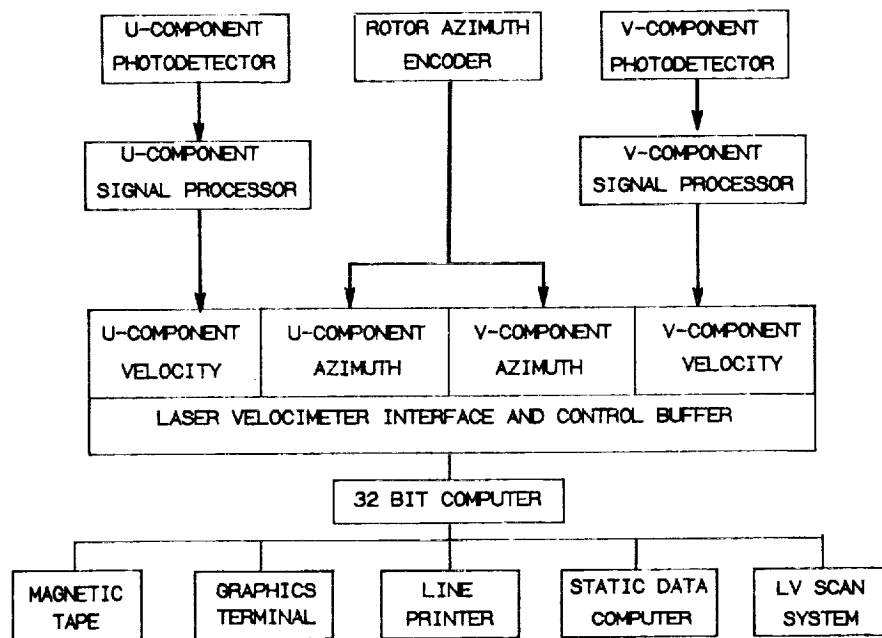 U-COMPONENT
PHOTODETECTOR
ROTOR AZIMUTH
ENCODER
V-COMPONENT
PHOTODETECTOR
U-COMPONENT
SIGNAL PROCESSOR
V-COMPONENT
SIGNAL PROCESSOR
U-COMPONENT
VELOCITY
U-COMPONENT
AZIMUTH
V-COMPONENT
AZIMUTH
V-COMPONENT
VELOCITY
LASER VELOCIMETER INTERFACE AND CONTROL BUFFER
32 BIT COMPUTER
MAGNETIC
TAPE
GRAPHICS
TERMINAL
LINE
PRINTER
STATIC DATA
COMPUTER
LV SCAN
SYSTEM